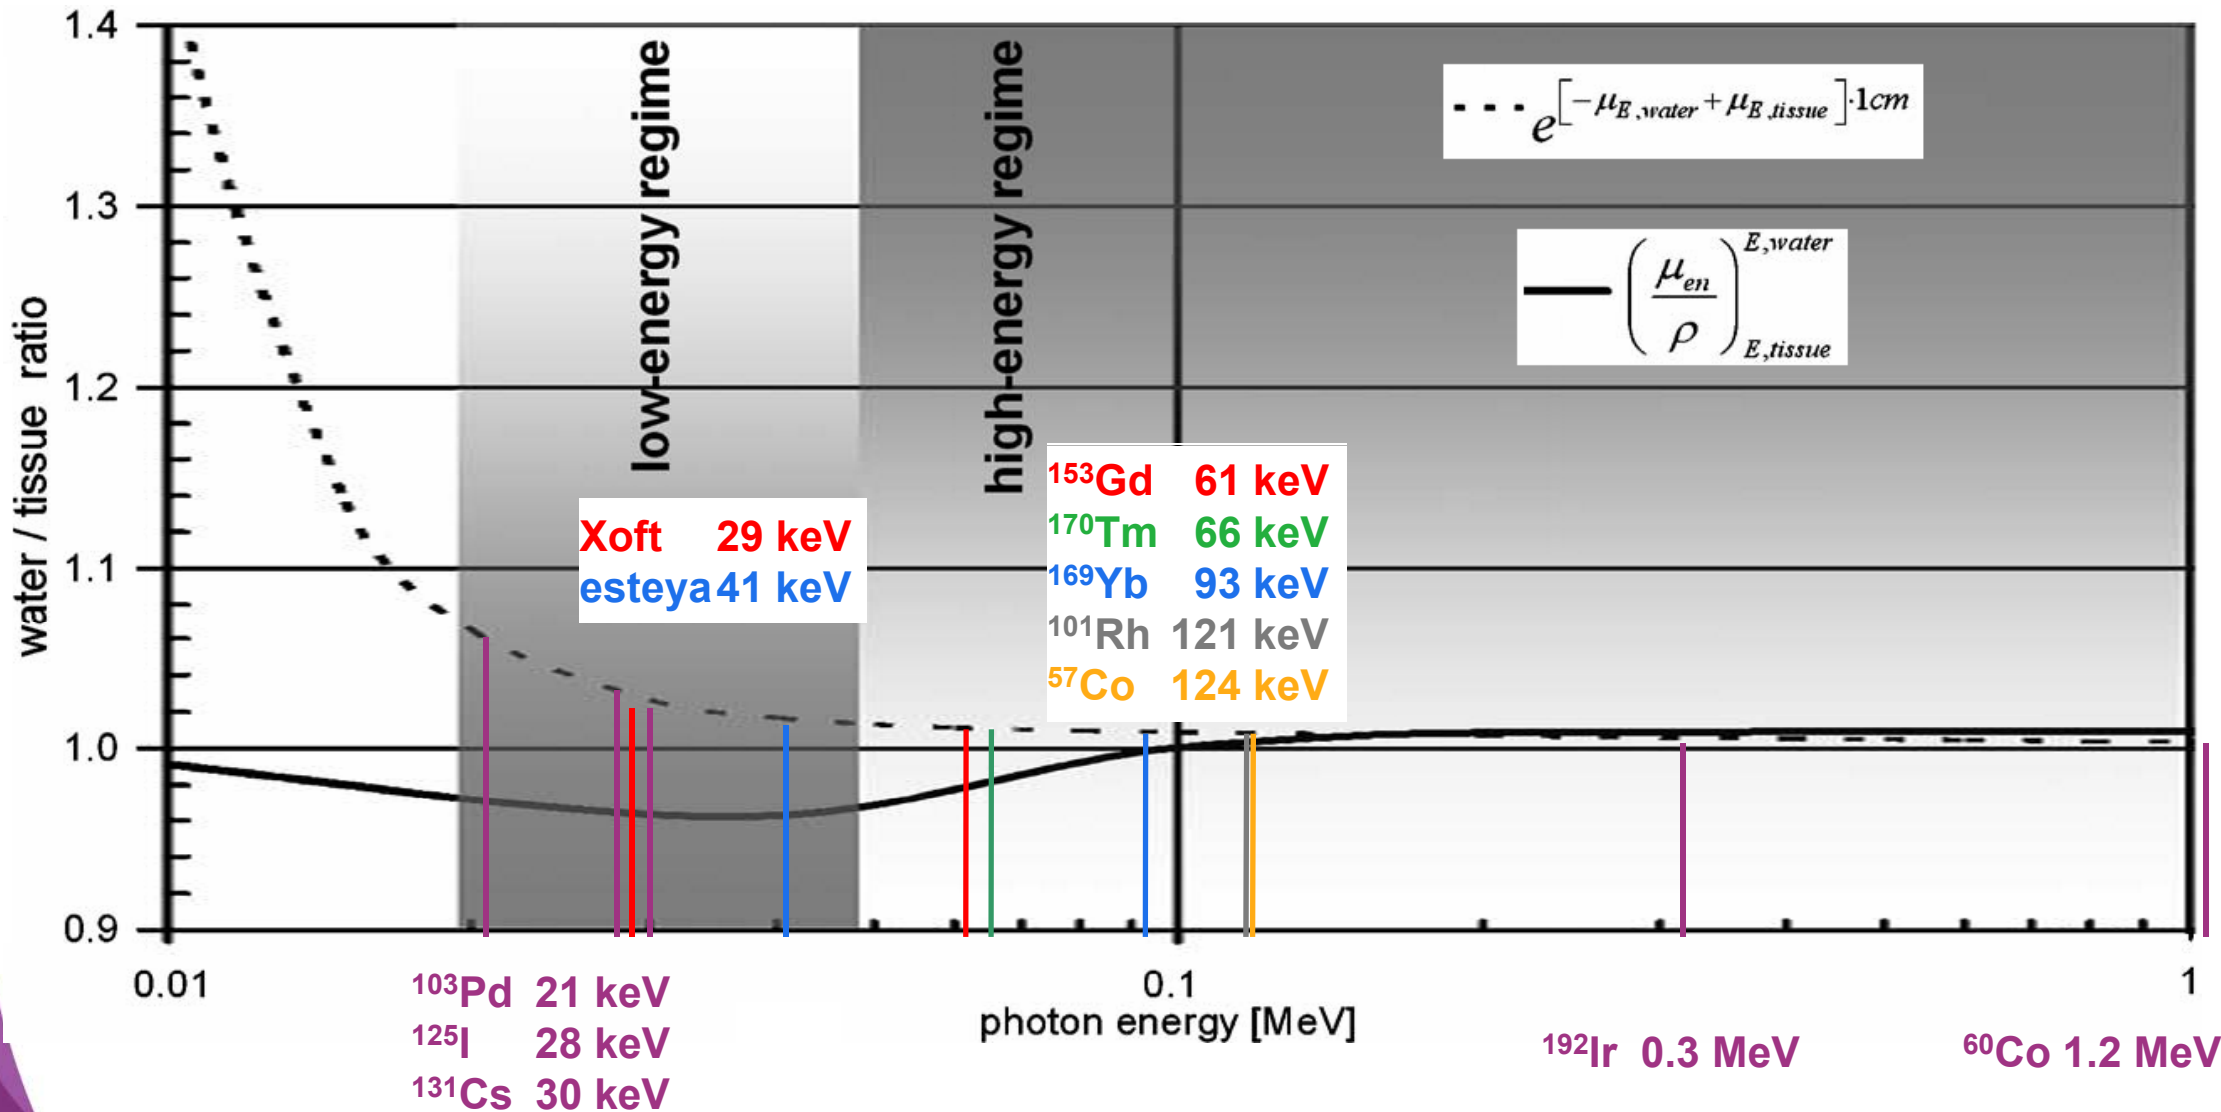 1.4
1.3
1.2
1.1
1.0
0.9
water / tissue ratio
low-energy regime
high-energy regime
e^[-μE,water + μE,tissue]·1cm
(μen/ρ)^E,water_E,tissue
Xoft 29 keV
esteya 41 keV
¹⁵³Gd 61 keV
¹⁷⁰Tm 66 keV
¹⁶⁹Yb 93 keV
¹⁰¹Rh 121 keV
⁵⁷Co 124 keV
0.01
0.1
1
photon energy [MeV]
¹⁰³Pd 21 keV
¹²⁵I 28 keV
¹³¹Cs 30 keV
¹⁹²Ir 0.3 MeV
⁶⁰Co 1.2 MeV